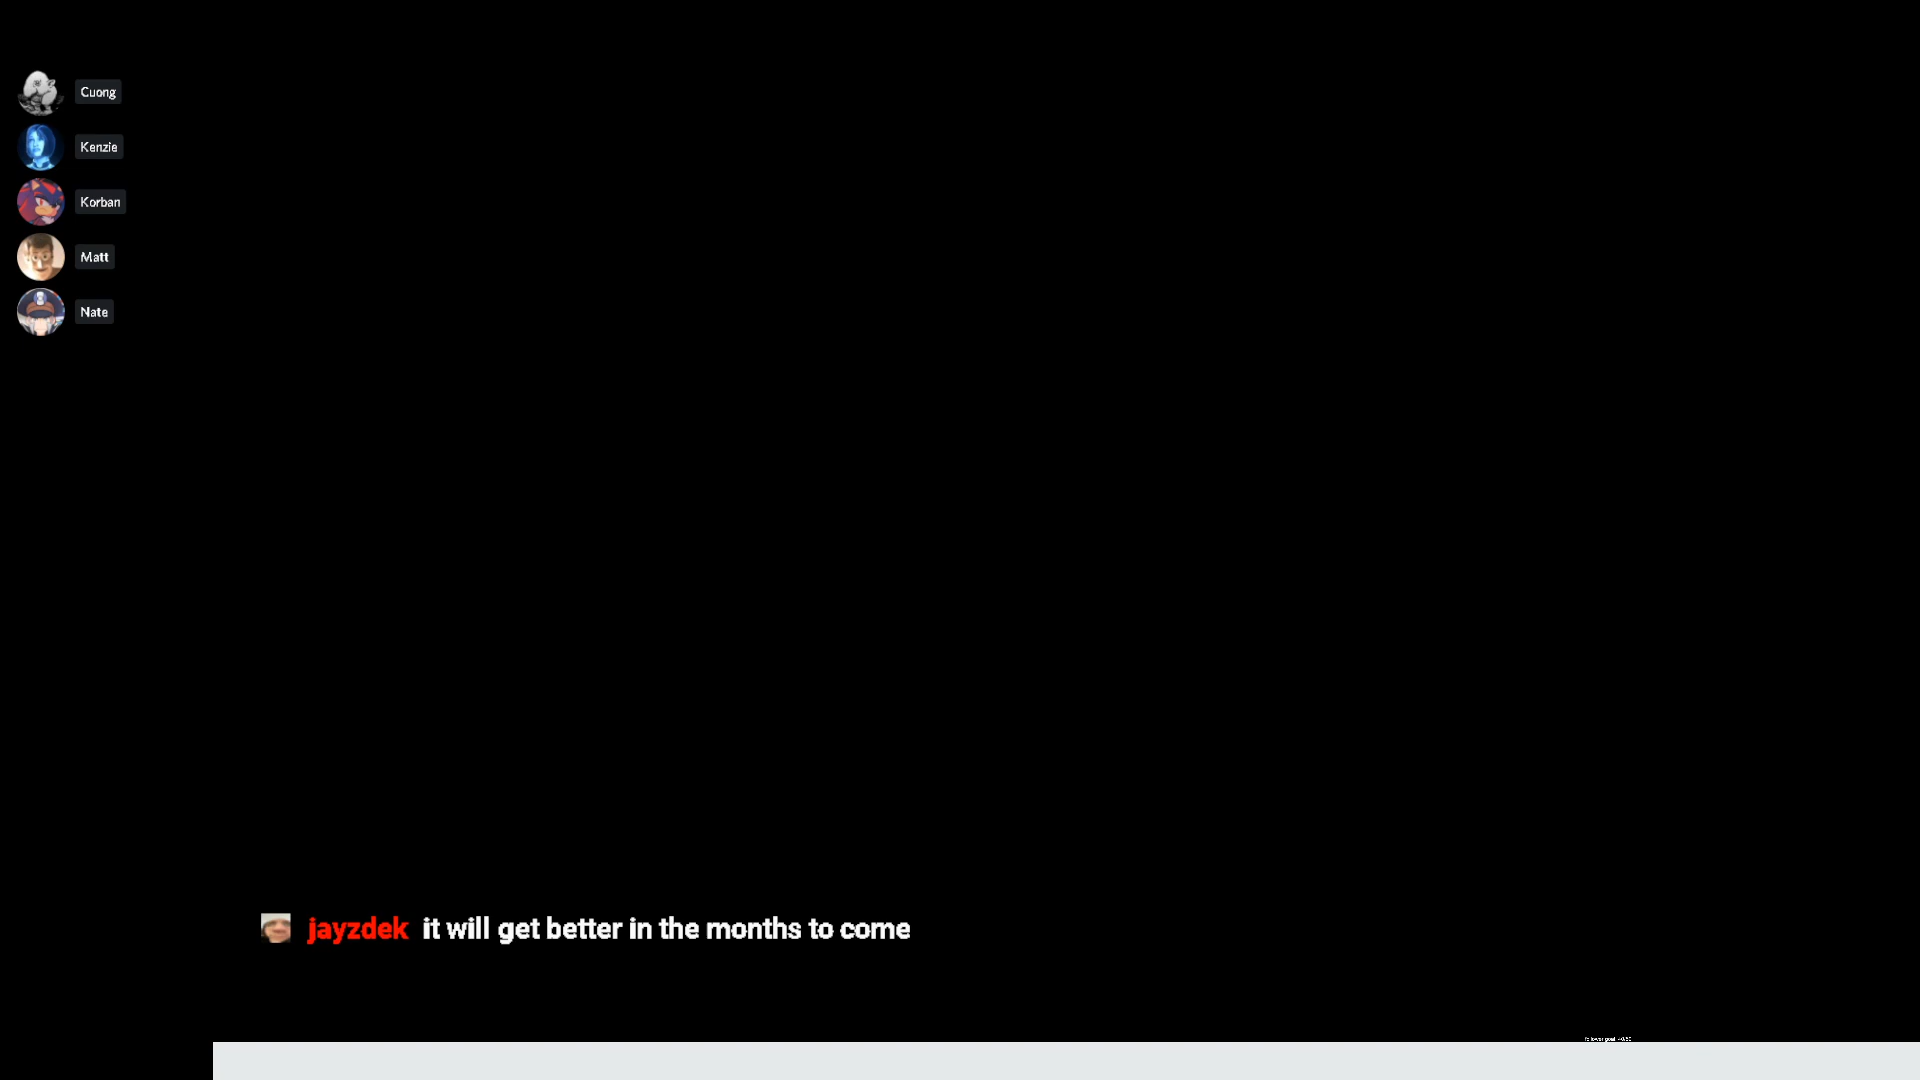 Cuong
Kenzie
Korban
Matt
Nate
jayzdek it will get better in the months to come